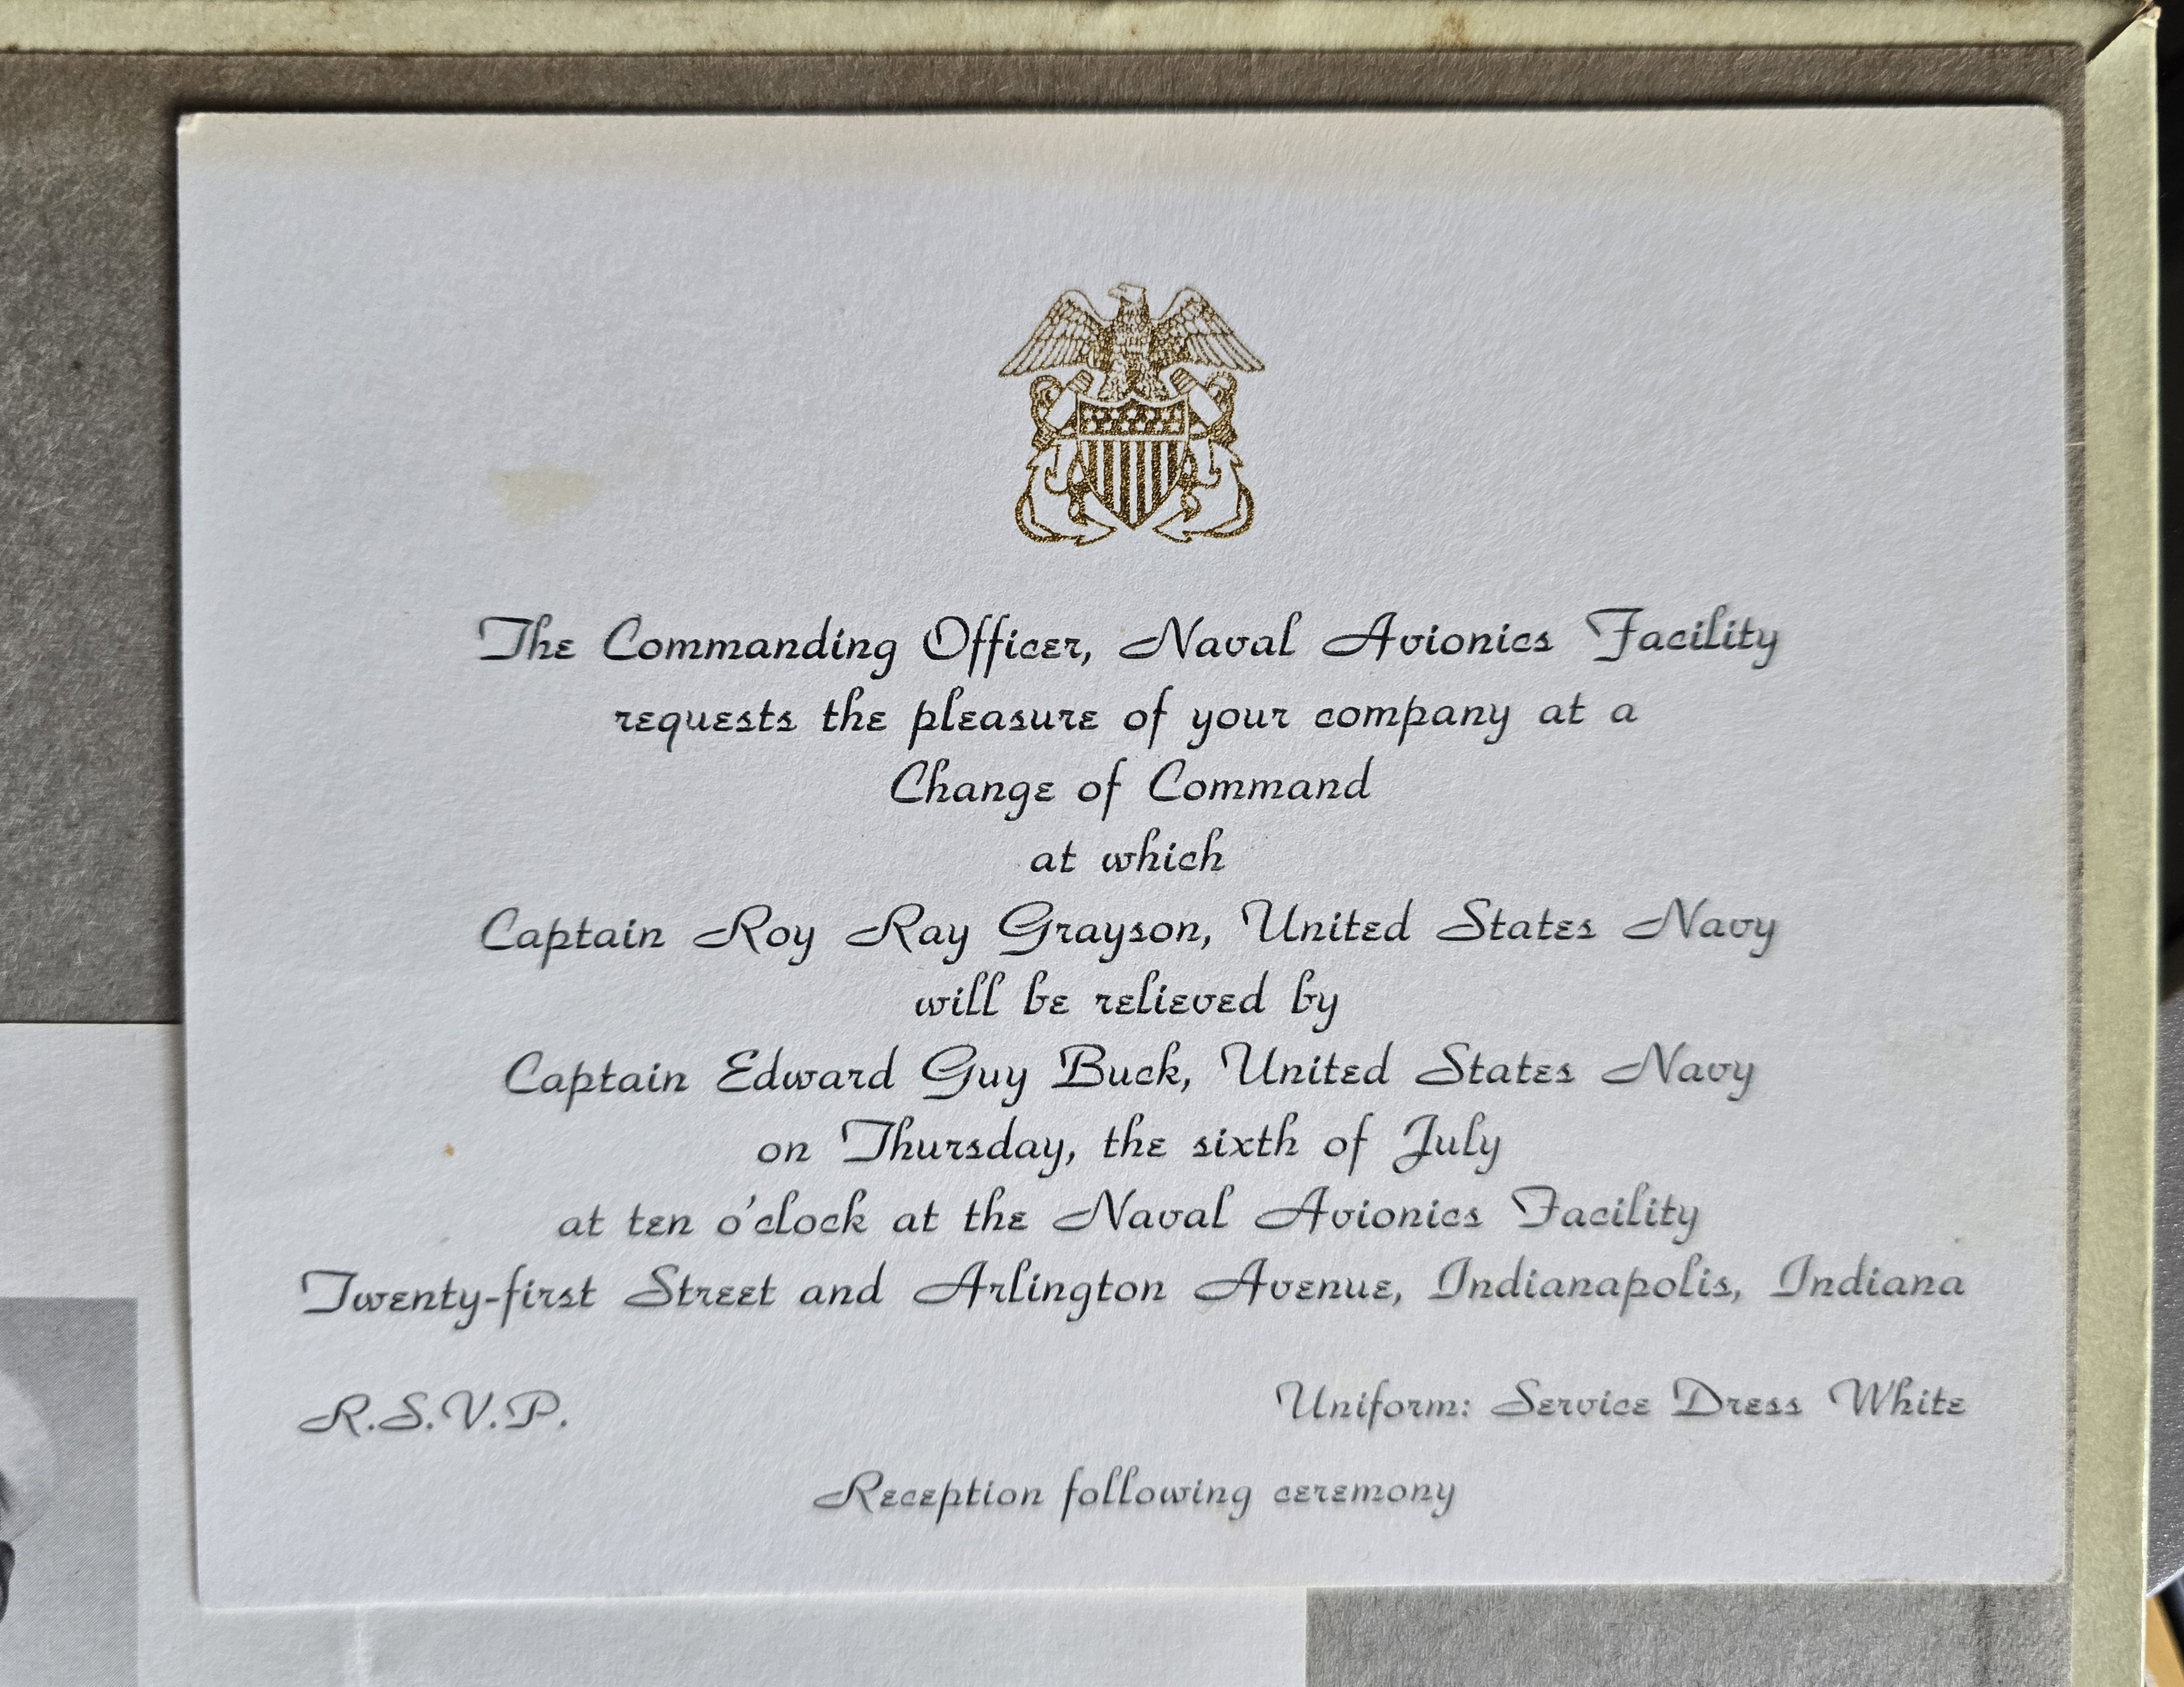 The Commanding Officer, Naval Avionics Facility
requests the pleasure of your company at a
Change of Command
at which
Captain Roy Ray Grayson, United States Navy
will be relieved by
Captain Edward Guy Buck, United States Navy
on Thursday, the sixth of July
at ten o'clock at the Naval Avionics Facility
Twenty-first Street and Arlington Avenue, Indianapolis, Indiana
R.S.V.P.
Uniform: Service Dress White
Reception following ceremony